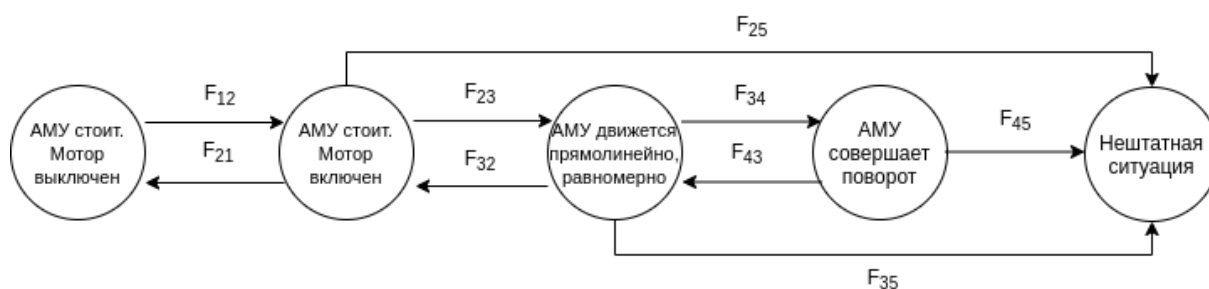 F25
F12
F23
F34
F45
АМУ стоит.
Мотор
выключен
F21
АМУ стоит.
Мотор
включен
F32
АМУ движется
прямолинейно,
равномерно
F43
АМУ
совершает
поворот
Нештатная
ситуация
F35